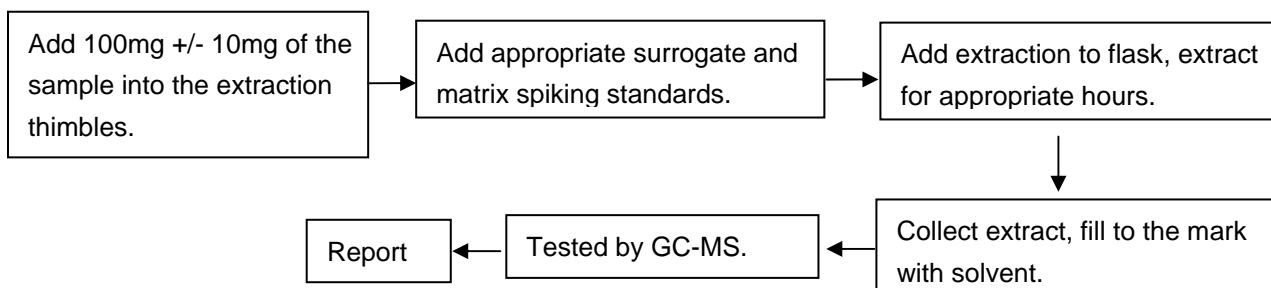 Add 100mg +/- 10mg of the
sample into the extraction
thimbles.
Add appropriate surrogate and
matrix spiking standards.
Add extraction to flask, extract
for appropriate hours.
Collect extract, fill to the mark
with solvent.
Tested by GC-MS.
Report